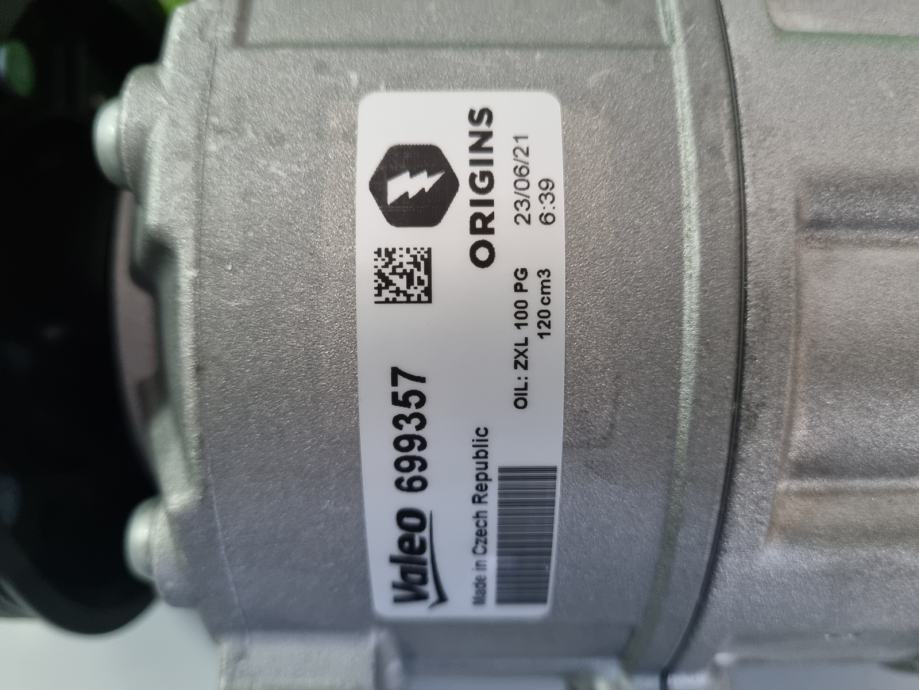 Valeo 699357
Made in Czech Republic
OIL: ZXL 100 PG
120 cm3
ORIGINS
23/06/21
6:39